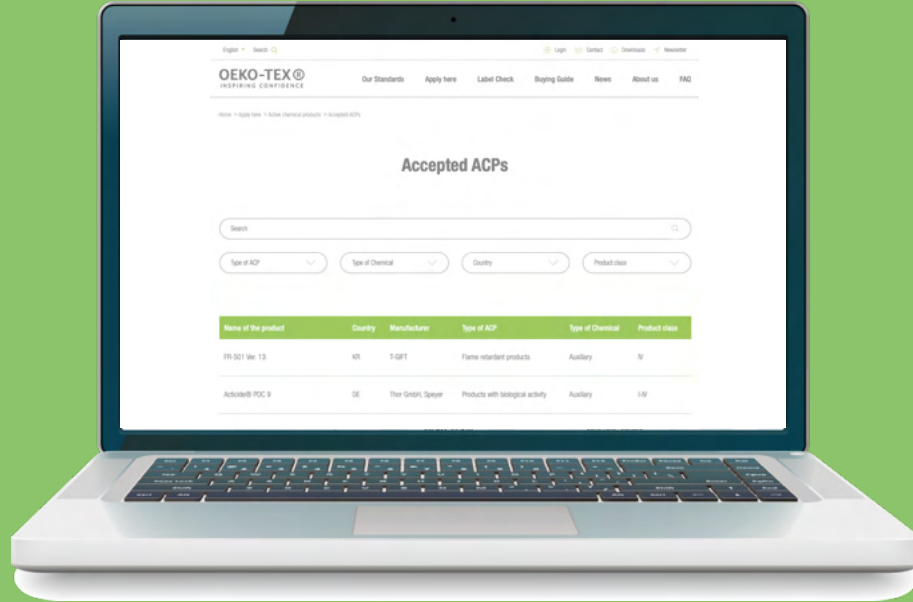 English Search Login Contact Downloads Newsletter
OEKO-TEX®
INSPIRING CONFIDENCE
Our Standards Apply here Label Check Buying Guide News About us FAQ
Home > Apply here > Active chemical products > Accepted ACPs
Accepted ACPs
Search
Type of ACP Type of Chemical Country Product class
Name of the product Country Manufacturer Type of ACP Type of Chemical Product class
FR-S01 Ver. 13 KR T-GIFT Flame retardant products Auxiliary IV
Acticide® PDC 9 DE Thor GmbH, Speyer Products with biological activity Auxiliary I-IV